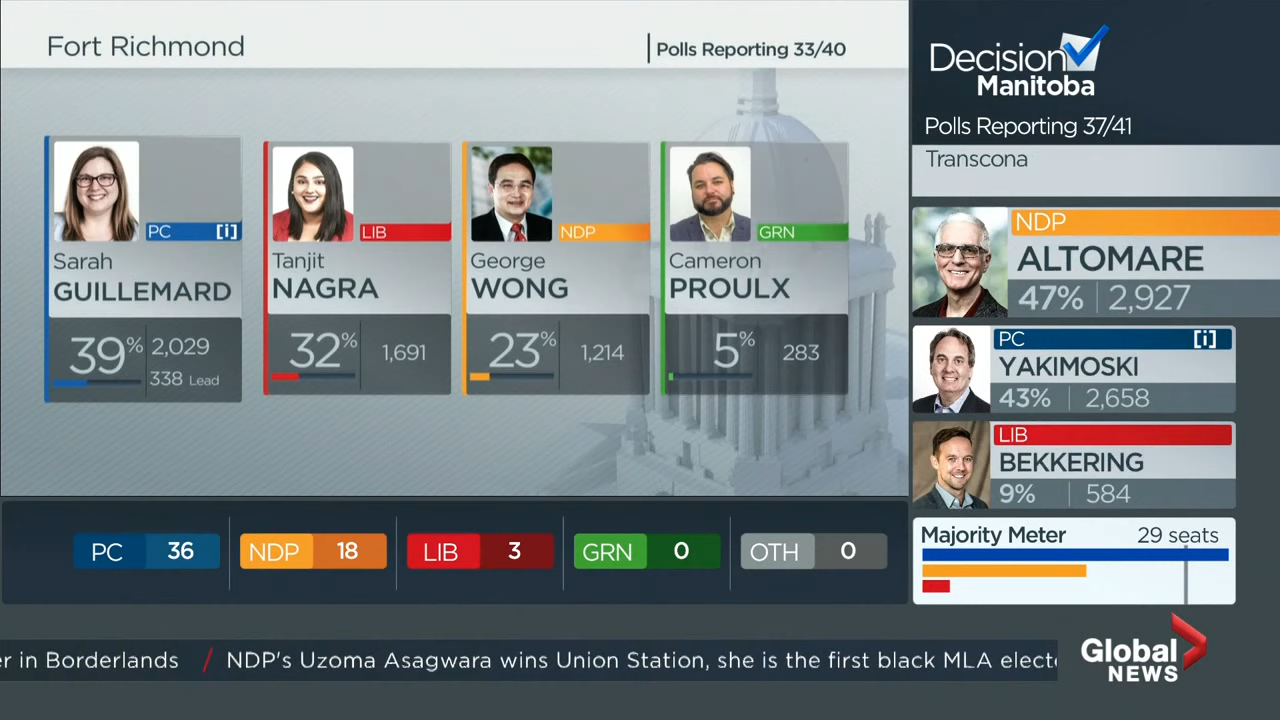 Fort Richmond
Polls Reporting 33/40
PC [i]
Sarah
GUILLEMARD
39% 2,029
338 Lead
LIB
Tanjit
NAGRA
32% 1,691
NDP
George
WONG
23% 1,214
GRN
Cameron
PROULX
5% 283
PC 36
NDP 18
LIB 3
GRN 0
OTH 0
Decision
Manitoba
Polls Reporting 37/41
Transcona
NDP
ALTOMARE
47% 2,927
PC [i]
YAKIMOSKI
43% 2,658
LIB
BEKKERING
9% 584
Majority Meter 29 seats
er in Borderlands / NDP's Uzoma Asagwara wins Union Station, she is the first black MLA electe
Global
NEWS